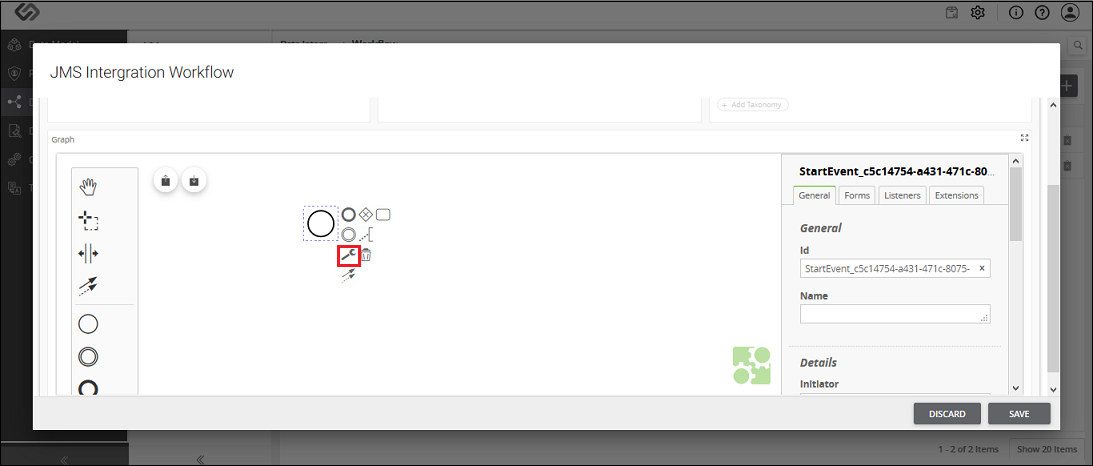 JMS Intergration Workflow
+ Add Taxonomy
Graph
StartEvent_c5c14754-a431-471c-80...
General Forms Listeners Extensions
General
Id
StartEvent_c5c14754-a431-471c-8075-
Name
Details
Initiator
DISCARD SAVE
1 - 2 of 2 Items Show 20 Items